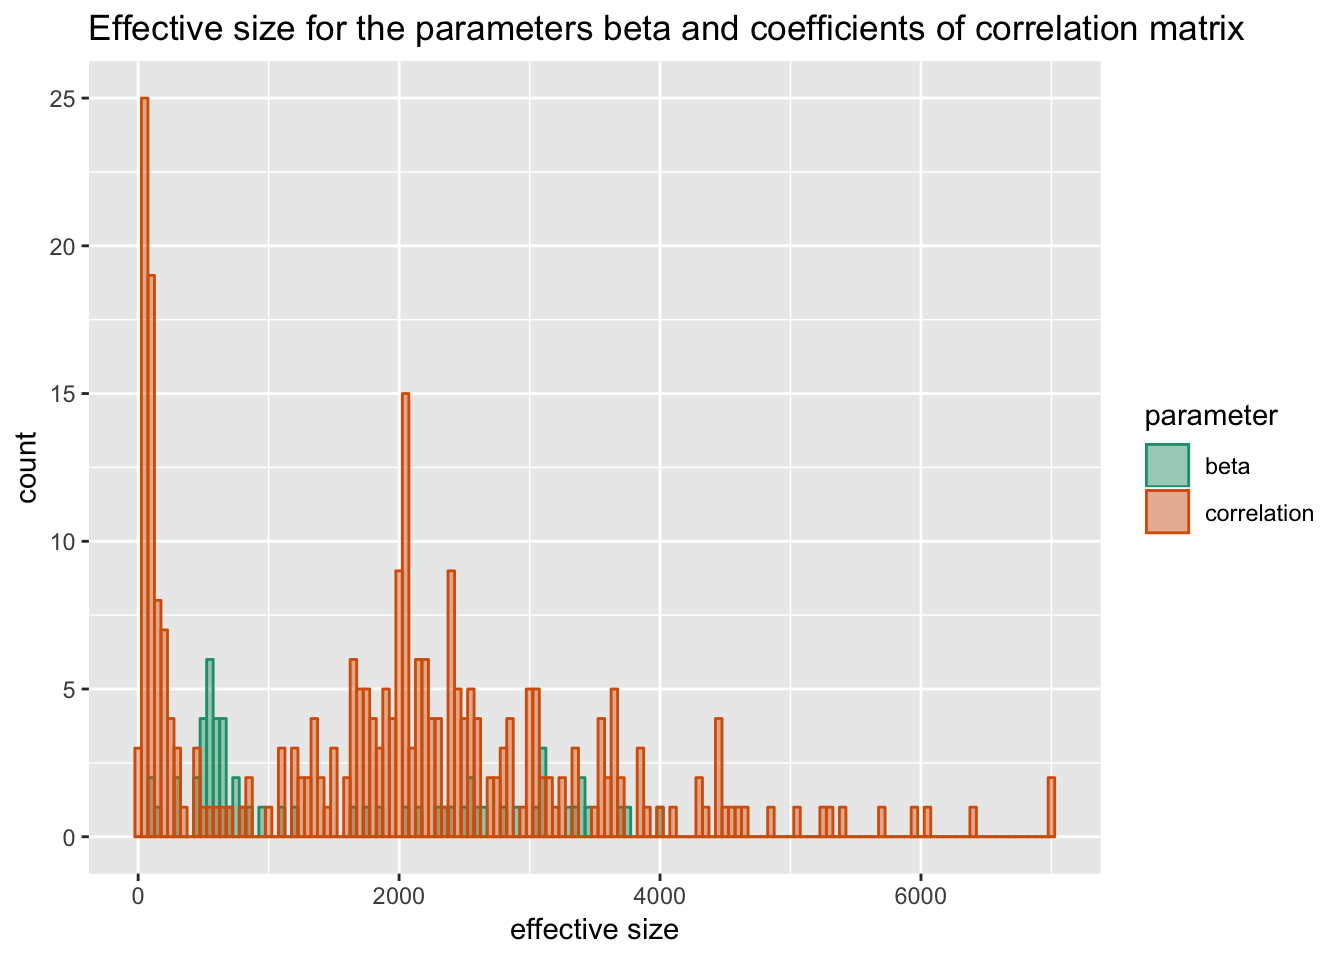 Effective size for the parameters beta and coefficients of correlation matrix
25
20
15
10
5
0
count
0
2000
4000
6000
effective size
parameter
beta
correlation